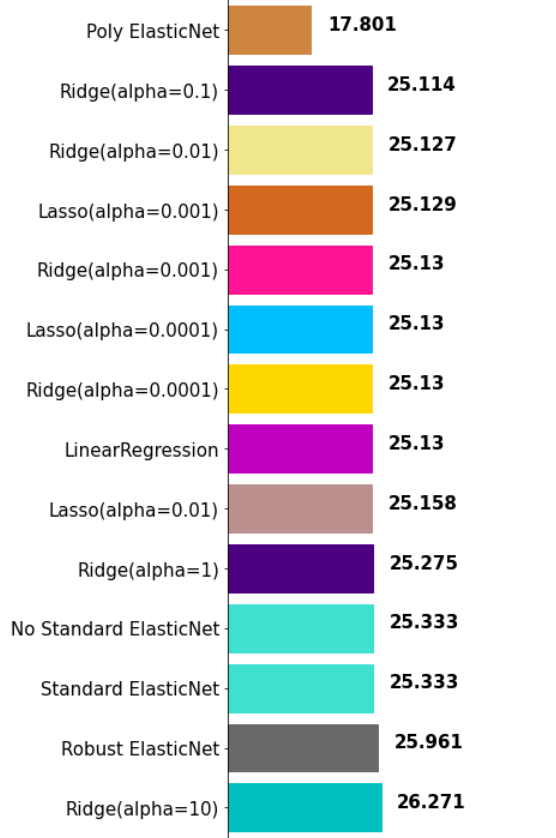 Poly ElasticNet 17.801
Ridge(alpha=0.1) 25.114
Ridge(alpha=0.01) 25.127
Lasso(alpha=0.001) 25.129
Ridge(alpha=0.001) 25.13
Lasso(alpha=0.0001) 25.13
Ridge(alpha=0.0001) 25.13
LinearRegression 25.13
Lasso(alpha=0.01) 25.158
Ridge(alpha=1) 25.275
No Standard ElasticNet 25.333
Standard ElasticNet 25.333
Robust ElasticNet 25.961
Ridge(alpha=10) 26.271